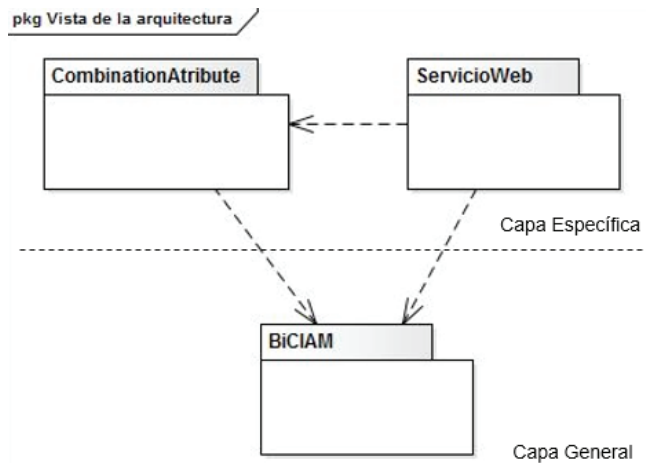 pkg Vista de la arquitectura
CombinationAtribute
ServicioWeb
Capa Específica
BiCIAM
Capa General